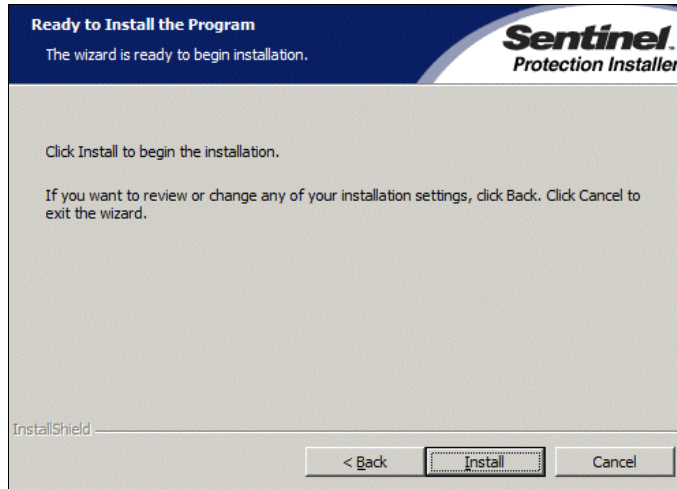 Ready to Install the Program
The wizard is ready to begin installation.
Sentinel.
Protection Installer
Click Install to begin the installation.
If you want to review or change any of your installation settings, click Back. Click Cancel to
exit the wizard.
InstallShield
< Back
Install
Cancel